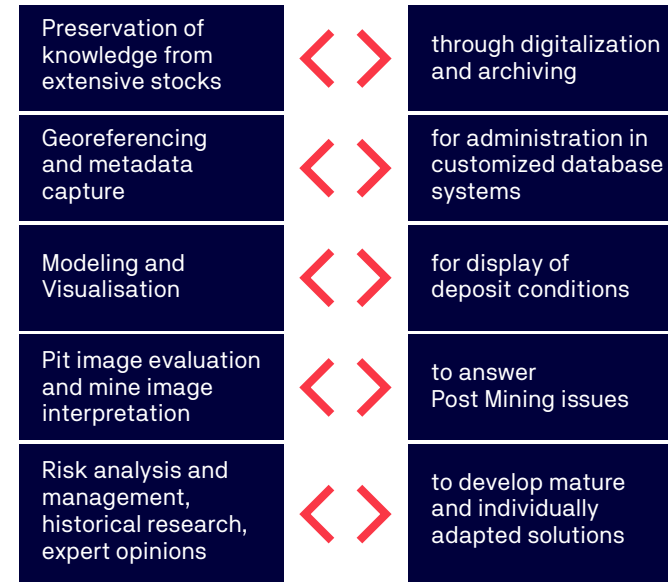 Preservation of
knowledge from
extensive stocks
through digitalization
and archiving
Georeferencing
and metadata
capture
for administration in
customized database
systems
Modeling and
Visualisation
for display of
deposit conditions
Pit image evaluation
and mine image
interpretation
to answer
Post Mining issues
Risk analysis and
management,
historical research,
expert opinions
to develop mature
and individually
adapted solutions